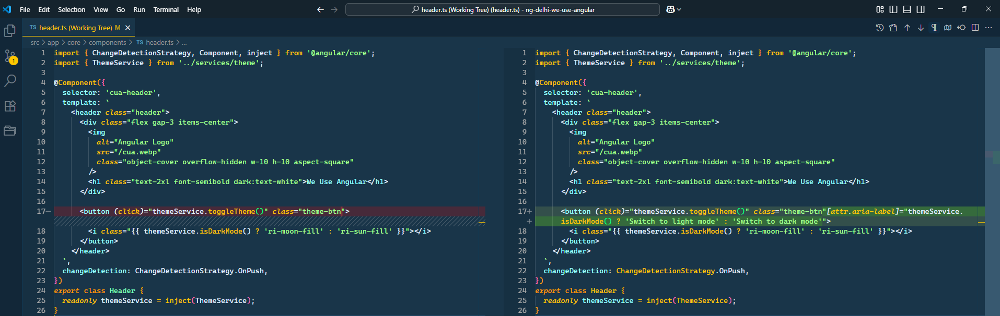 File Edit Selection View Go Run Terminal Help
header.ts (Working Tree) (header.ts) - ng-delhi-we-use-angular
TS header.ts (Working Tree) M
src > app > core > components > TS header.ts > ...
1
1 import { ChangeDetectionStrategy, Component, inject } from '@angular/core';
2 import { ThemeService } from '../services/theme';
3
4 @Component({
5 selector: 'cua-header',
6 template: `
7 <header class="header">
8 <div class="flex gap-3 items-center">
9 <img
10 alt="Angular Logo"
11 src="/cua.webp"
12 class="object-cover overflow-hidden w-10 h-10 aspect-square"
13 />
14 <h1 class="text-2xl font-semibold dark:text-white">We Use Angular</h1>
15 </div>
16
17− <button (click)="themeService.toggleTheme()" class="theme-btn">
18 <i class="{{ themeService.isDarkMode() ? 'ri-moon-fill' : 'ri-sun-fill' }}"></i>
19 </button>
20 </header>
21 `,
22 changeDetection: ChangeDetectionStrategy.OnPush,
23 })
24 export class Header {
25 readonly themeService = inject(ThemeService);
26 }
1 import { ChangeDetectionStrategy, Component, inject } from '@angular/core';
2 import { ThemeService } from '../services/theme';
3
4 @Component({
5 selector: 'cua-header',
6 template: `
7 <header class="header">
8 <div class="flex gap-3 items-center">
9 <img
10 alt="Angular Logo"
11 src="/cua.webp"
12 class="object-cover overflow-hidden w-10 h-10 aspect-square"
13 />
14 <h1 class="text-2xl font-semibold dark:text-white">We Use Angular</h1>
15 </div>
16
17+ <button (click)="themeService.toggleTheme()" class="theme-btn"[attr.aria-label]="themeService.
+ isDarkMode() ? 'Switch to light mode' : 'Switch to dark mode'">
18 <i class="{{ themeService.isDarkMode() ? 'ri-moon-fill' : 'ri-sun-fill' }}"></i>
19 </button>
20 </header>
21 `,
22 changeDetection: ChangeDetectionStrategy.OnPush,
23 })
24 export class Header {
25 readonly themeService = inject(ThemeService);
26 }